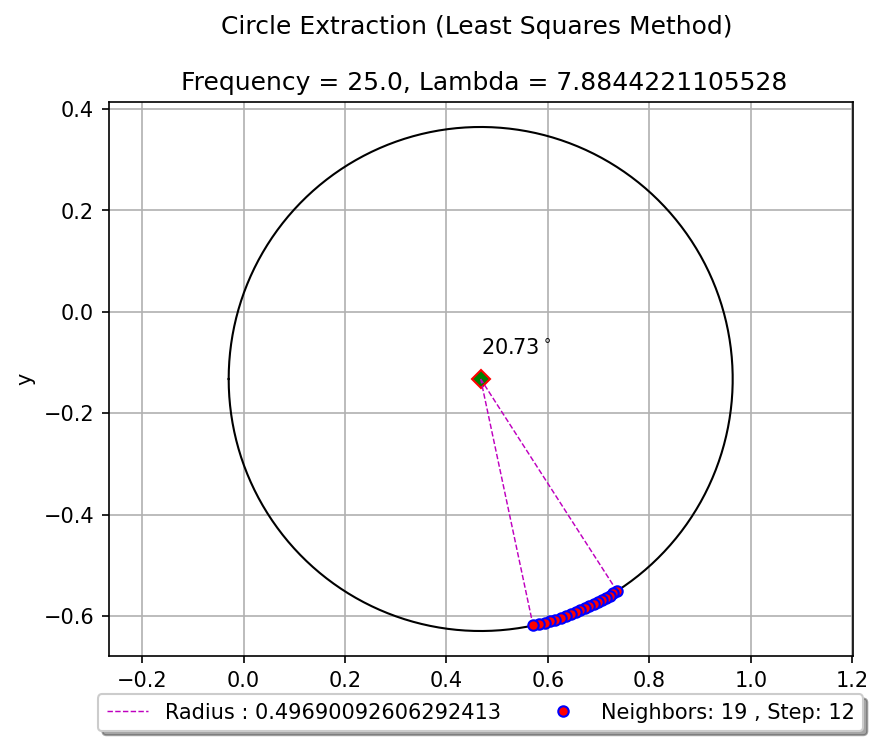 Circle Extraction (Least Squares Method)
Frequency = 25.0, Lambda = 7.8844221105528
0.4
0.2
0.0
−0.2
−0.4
−0.6
y
20.73°
−0.2 0.0 0.2 0.4 0.6 0.8 1.0 1.2
Radius : 0.49690092606292413 Neighbors: 19 , Step: 12